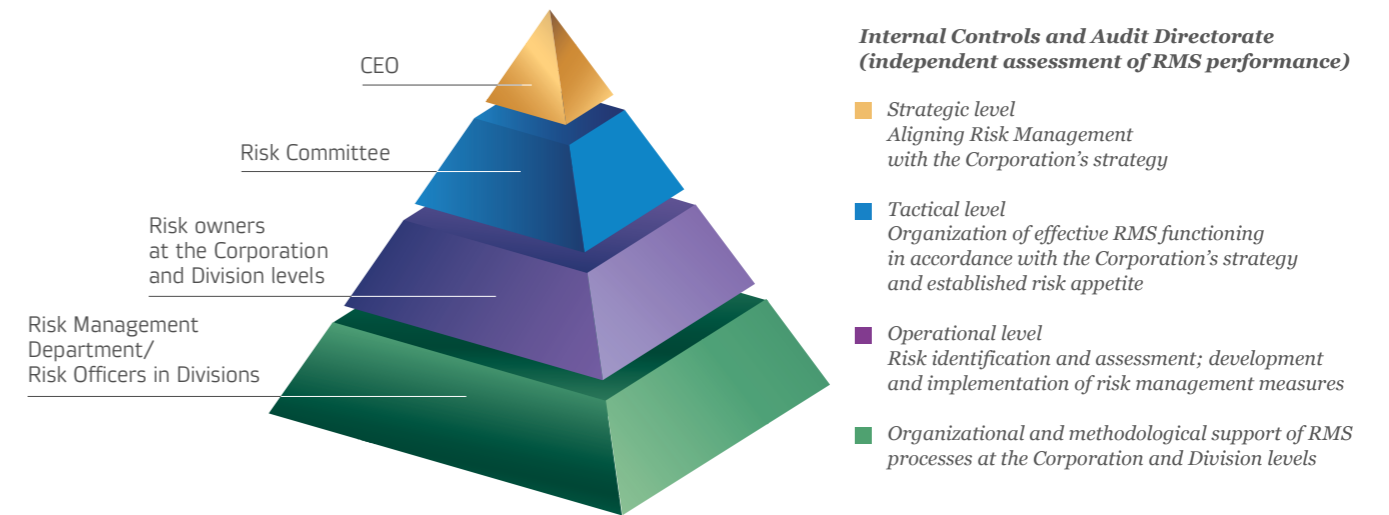 CEO
Risk Committee
Risk owners
at the Corporation
and Division levels
Risk Management
Department/
Risk Officers in Divisions
Internal Controls and Audit Directorate
(independent assessment of RMS performance)
Strategic level
Aligning Risk Management
with the Corporation’s strategy
Tactical level
Organization of effective RMS functioning
in accordance with the Corporation’s strategy
and established risk appetite
Operational level
Risk identification and assessment; development
and implementation of risk management measures
Organizational and methodological support of RMS
processes at the Corporation and Division levels